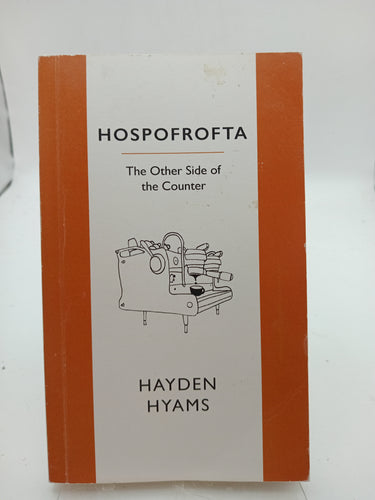 HOSPOFROFTA
The Other Side of
the Counter
HAYDEN
HYAMS